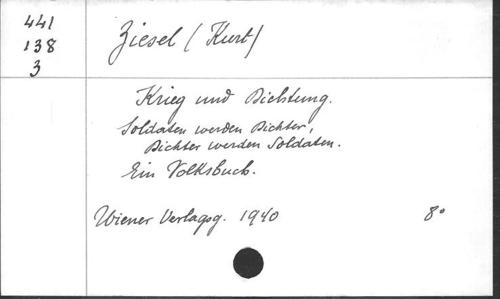 441
138
3
Ziesel (Kurt)
Krieg und Dichtung.
Soldaten werden Dichter,
Dichter werden Soldaten.
Ein Volksbuch.
Wiener Verlagsg. 1940 8°